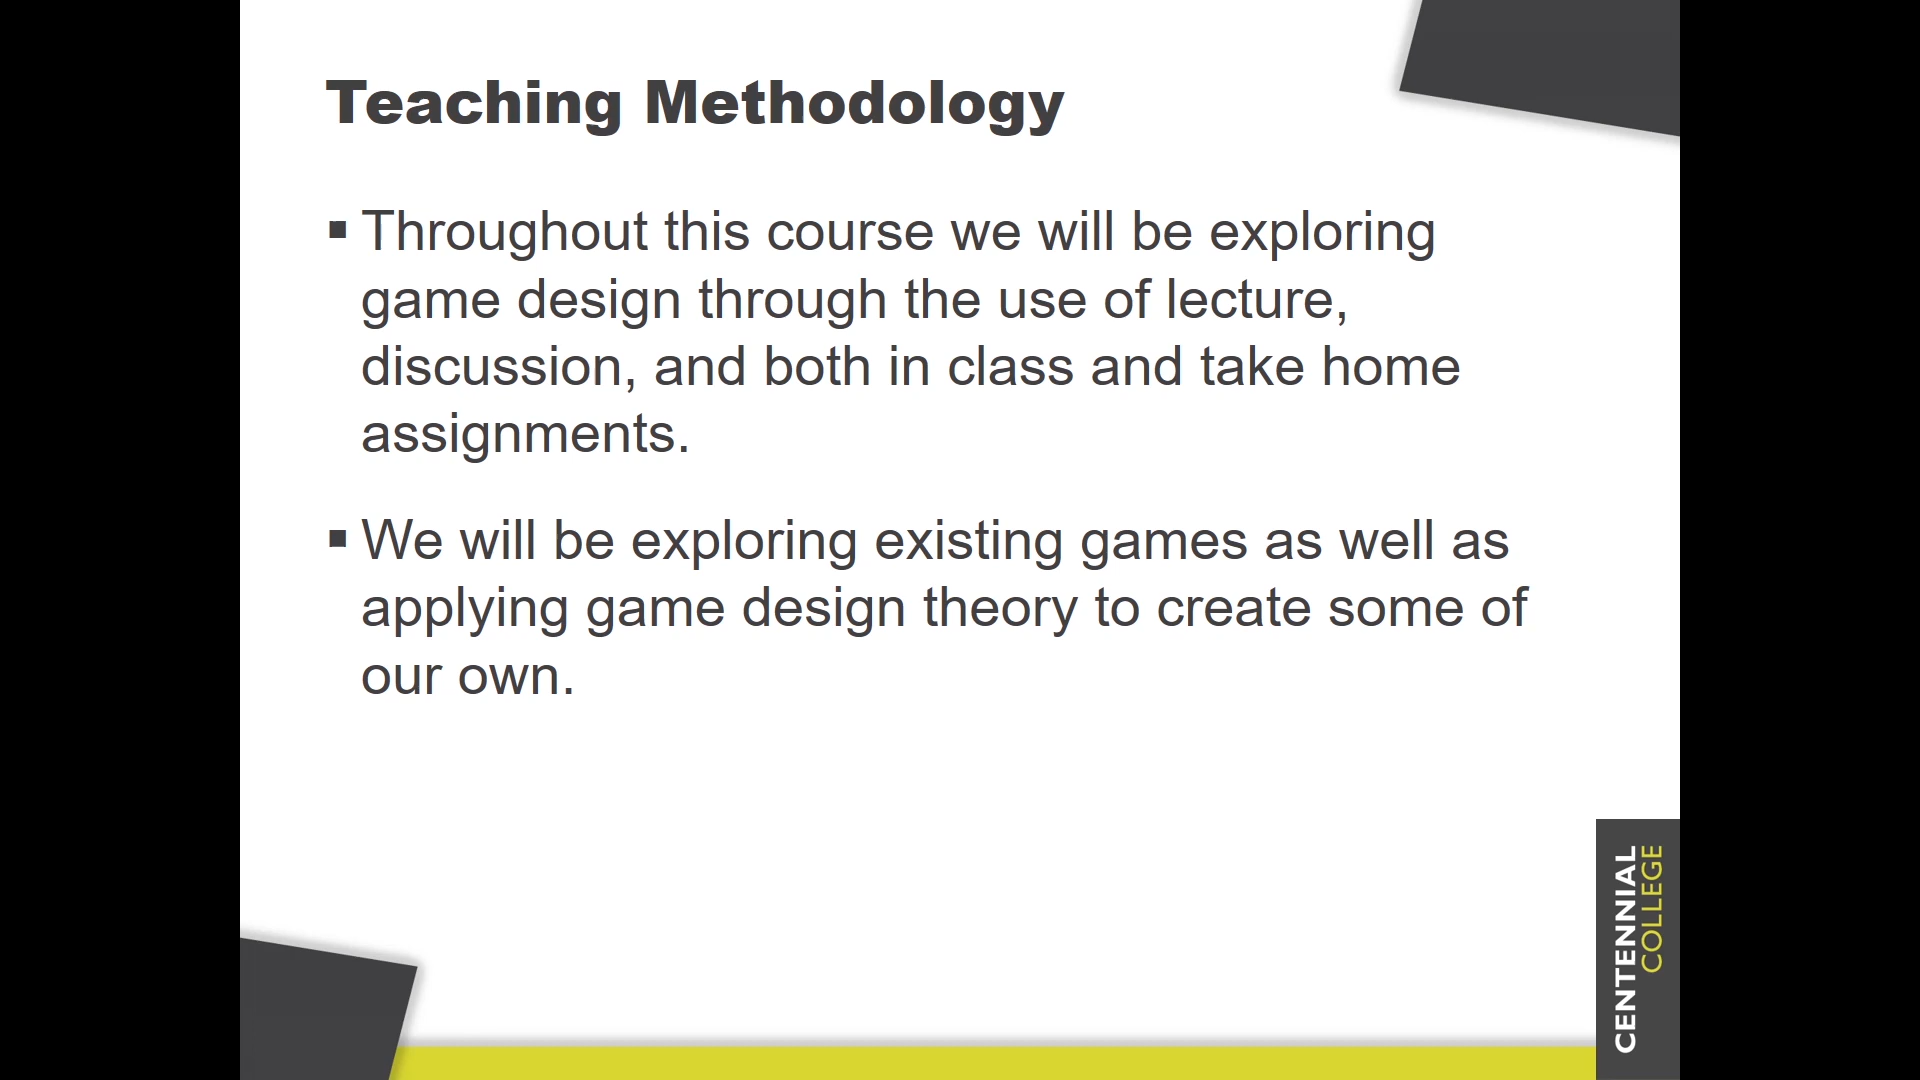 Teaching Methodology
▪ Throughout this course we will be exploring
game design through the use of lecture,
discussion, and both in class and take home
assignments.
▪ We will be exploring existing games as well as
applying game design theory to create some of
our own.
CENTENNIAL
COLLEGE